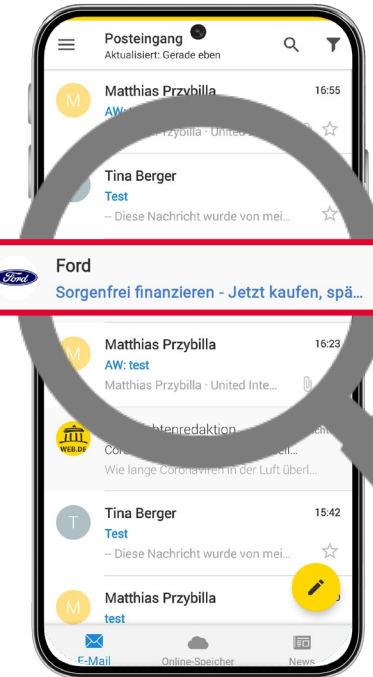 Posteingang
Aktualisiert: Gerade eben
M
Matthias Przybilla
16:55
AW:
Przybilla · United
Tina Berger
Test
-- Diese Nachricht wurde von mei...
Ford
Ford
Sorgenfrei finanzieren - Jetzt kaufen, spä...
M
Matthias Przybilla
16:23
AW: test
Matthias Przybilla · United Inte...
WEB.DE
Wie lange Coronaviren in der Luft überl...
T
Tina Berger
15:42
Test
-- Diese Nachricht wurde von mei...
M
Matthias Przybilla
test
E-Mail
Online-Speicher
News